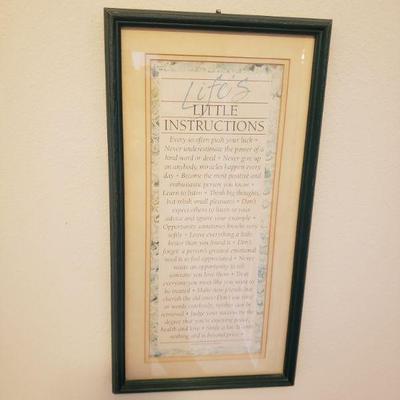 Life's
LITTLE
INSTRUCTIONS
Every so often push your luck •
Never underestimate the power of a
kind word or deed • Never give up
on anybody, miracles happen every
day • Become the most positive and
enthusiastic person you know •
Learn to listen • Think big thoughts,
but relish small pleasures • Don't
expect others to listen to your
advice and ignore your example •
Opportunity sometimes knocks very
softly • Leave everything a little
better than you found it • Don't
forget a person's greatest emotional
need is to feel appreciated • Never
waste an opportunity to tell
someone you love them • Treat
everyone you meet like you want to
be treated • Make new friends but
cherish the old ones • Don't use time
or words carelessly, neither can be
retrieved • Judge your success by the
degree that you're enjoying peace,
health and love • Smile a lot it costs
nothing and is beyond price •